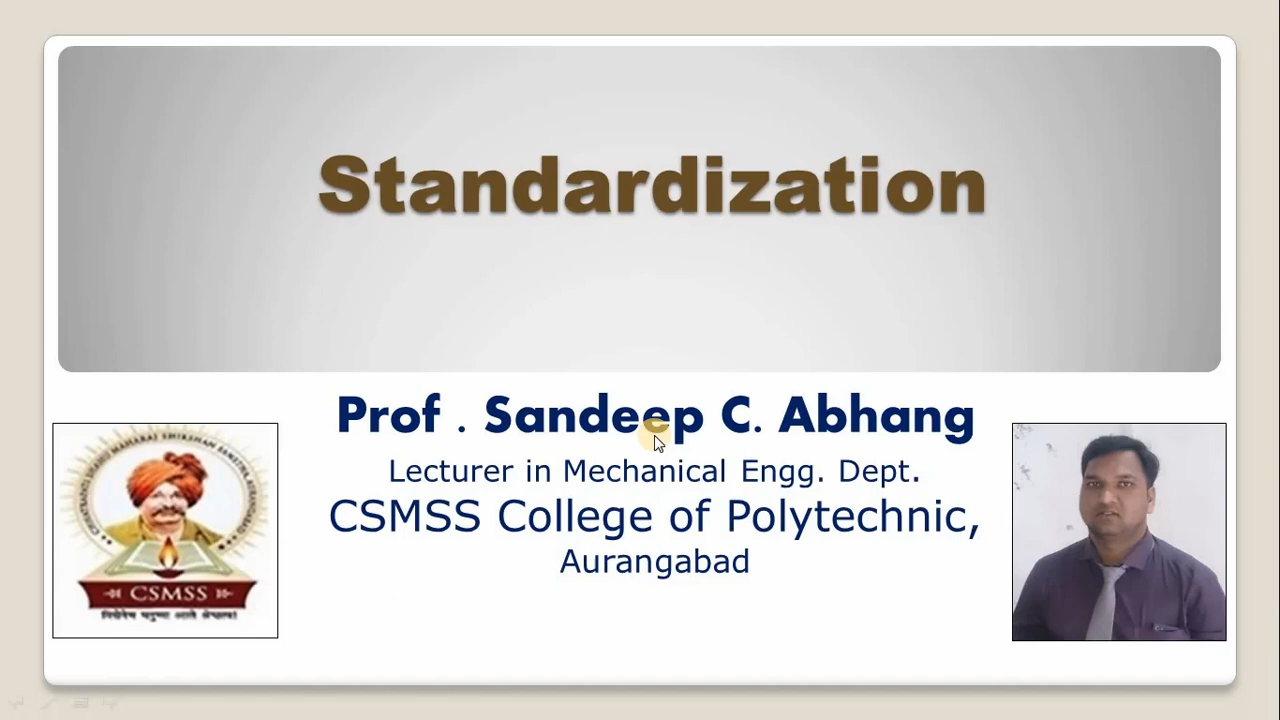 Standardization
Prof . Sandeep C. Abhang
Lecturer in Mechanical Engg. Dept.
CSMSS College of Polytechnic,
Aurangabad
CSMSS